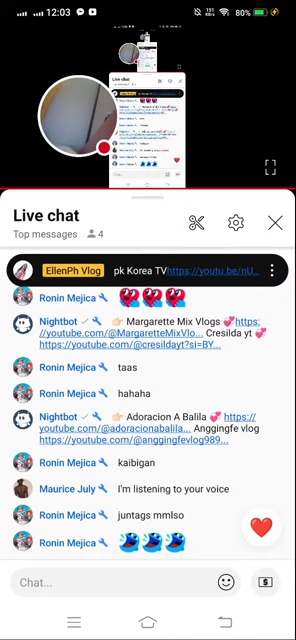 12:03
101 KB/s
80%
Live chat
Top messages 4
EllenPh Vlog pk Korea TVhttps://youtu.be/nU...
Ronin Mejica
Nightbot Margarette Mix Vlogs https:
//youtube.com/@MargaretteMixVlo... Cresilda yt
https://youtube.com/@cresildayt?si=BY...
Ronin Mejica taas
Ronin Mejica hahaha
Nightbot Adoracion A Balila https://
youtube.com/@adoracionabalila... Anggingfe vlog
https://youtube.com/@anggingfevlog989...
Ronin Mejica kaibigan
Maurice July I'm listening to your voice
Ronin Mejica juntags mmlso
Ronin Mejica
Chat...